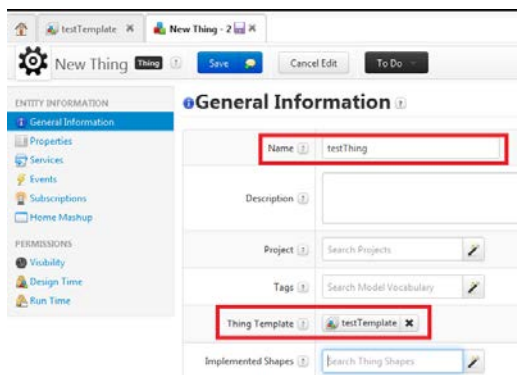 testTemplate
New Thing - 2
New Thing Thing ? Save Cancel Edit To Do
ENTITY INFORMATION
General Information
Properties
Services
Events
Subscriptions
Home Mashup
PERMISSIONS
Visibility
Design Time
Run Time
General Information ?
Name ? testThing
Description ?
Project ? Search Projects
Tags ? Search Model Vocabulary
Thing Template ? testTemplate
Implemented Shapes ? Search Thing Shapes